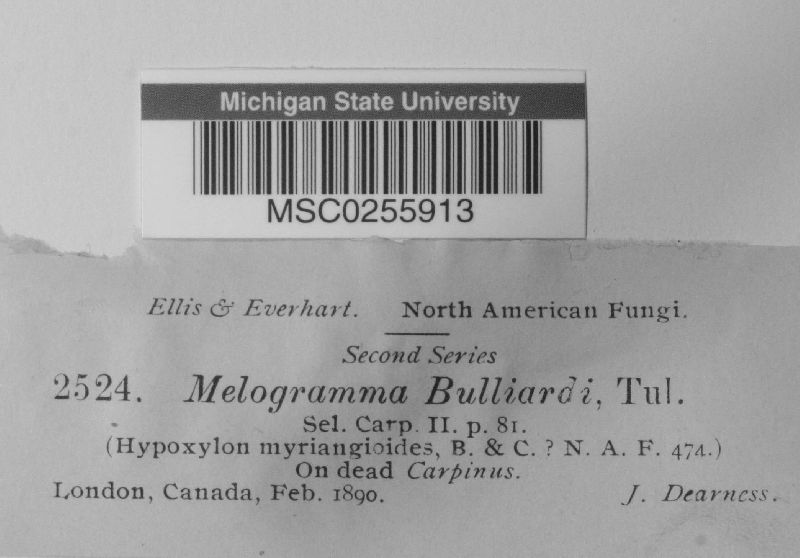 Michigan State University
MSC0255913
Ellis & Everhart. North American Fungi.
Second Series
2524. Melogramma Bulliardi, Tul.
Sel. Carp. II. p. 81.
(Hypoxylon myriangioides, B. & C. ? N. A. F. 474.)
On dead Carpinus.
London, Canada, Feb. 1890. J. Dearness.